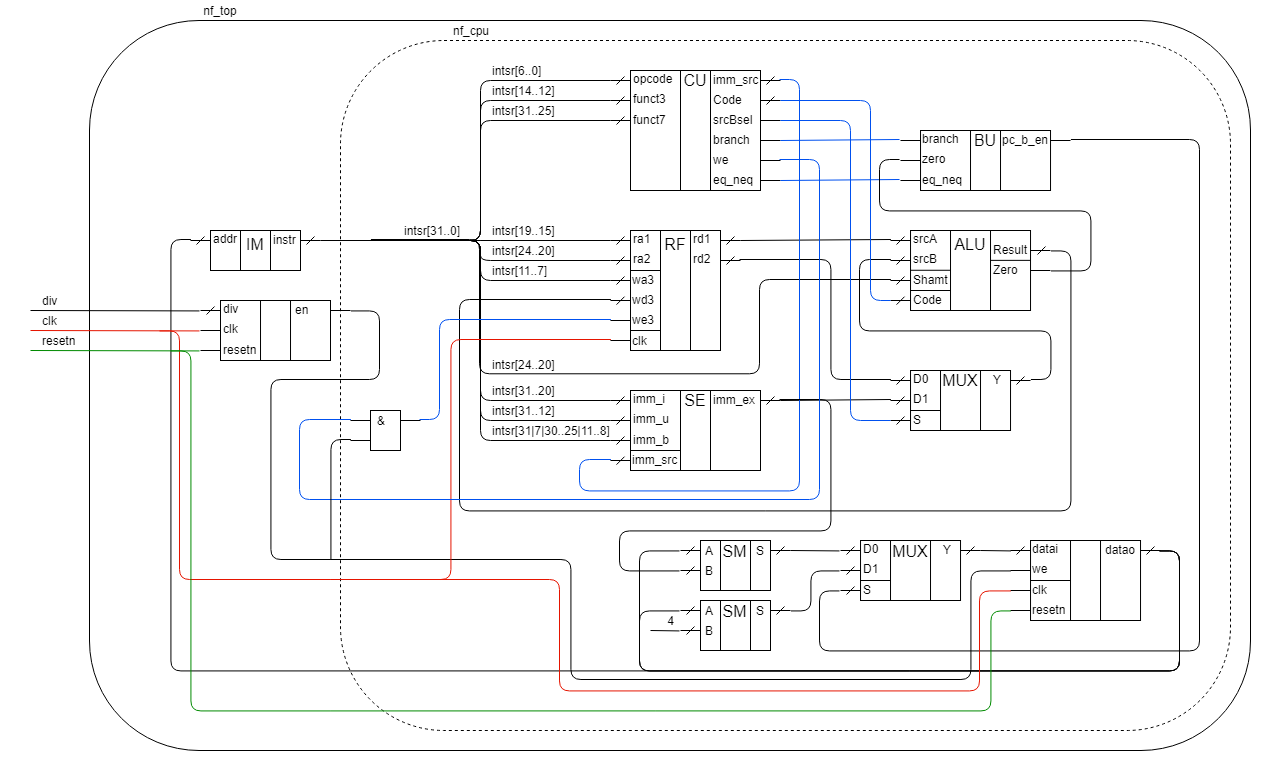 nf_top
nf_cpu
intsr[6..0]
intsr[14..12]
intsr[31..25]
opcode
funct3
funct7
CU
imm_src
Code
srcBsel
branch
we
eq_neq
branch
zero
eq_neq
BU
pc_b_en
addr
IM
instr
intsr[31..0]
intsr[19..15]
intsr[24..20]
intsr[11..7]
ra1
ra2
wa3
wd3
we3
clk
RF
rd1
rd2
srcA
srcB
Shamt
Code
ALU
Result
Zero
div
clk
resetn
div
clk
resetn
en
intsr[24..20]
intsr[31..20]
intsr[31..12]
intsr[31|7|30..25|11..8]
imm_i
imm_u
imm_b
imm_src
SE
imm_ex
D0
D1
S
MUX
Y
&
A
B
SM
S
4
A
B
SM
S
D0
D1
S
MUX
Y
datai
we
clk
resetn
datao